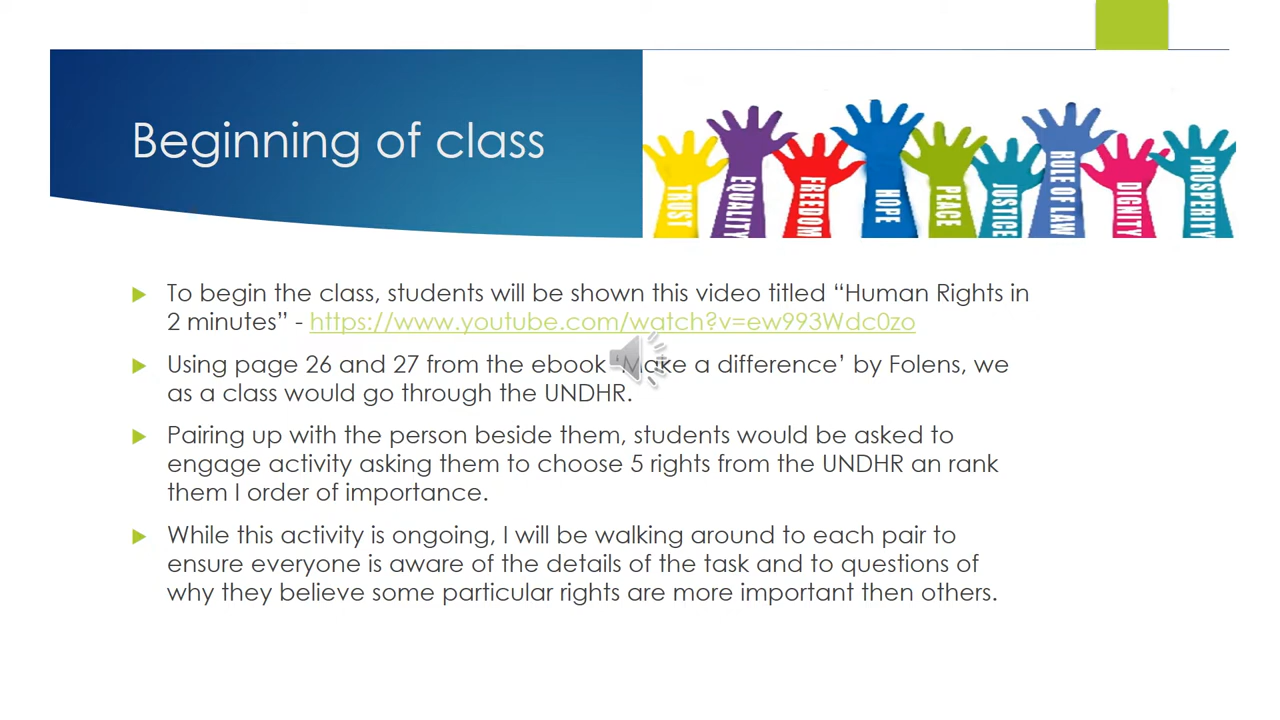 Beginning of class
TRUST
EQUALITY
FREEDOM
HOPE
PEACE
JUSTICE
RULE OF LAW
DIGNITY
PROSPERITY
To begin the class, students will be shown this video titled “Human Rights in
2 minutes” - https://www.youtube.com/watch?v=ew993Wdc0zo
Using page 26 and 27 from the ebook ‘Make a difference’ by Folens, we
as a class would go through the UNDHR.
Pairing up with the person beside them, students would be asked to
engage activity asking them to choose 5 rights from the UNDHR an rank
them I order of importance.
While this activity is ongoing, I will be walking around to each pair to
ensure everyone is aware of the details of the task and to questions of
why they believe some particular rights are more important then others.